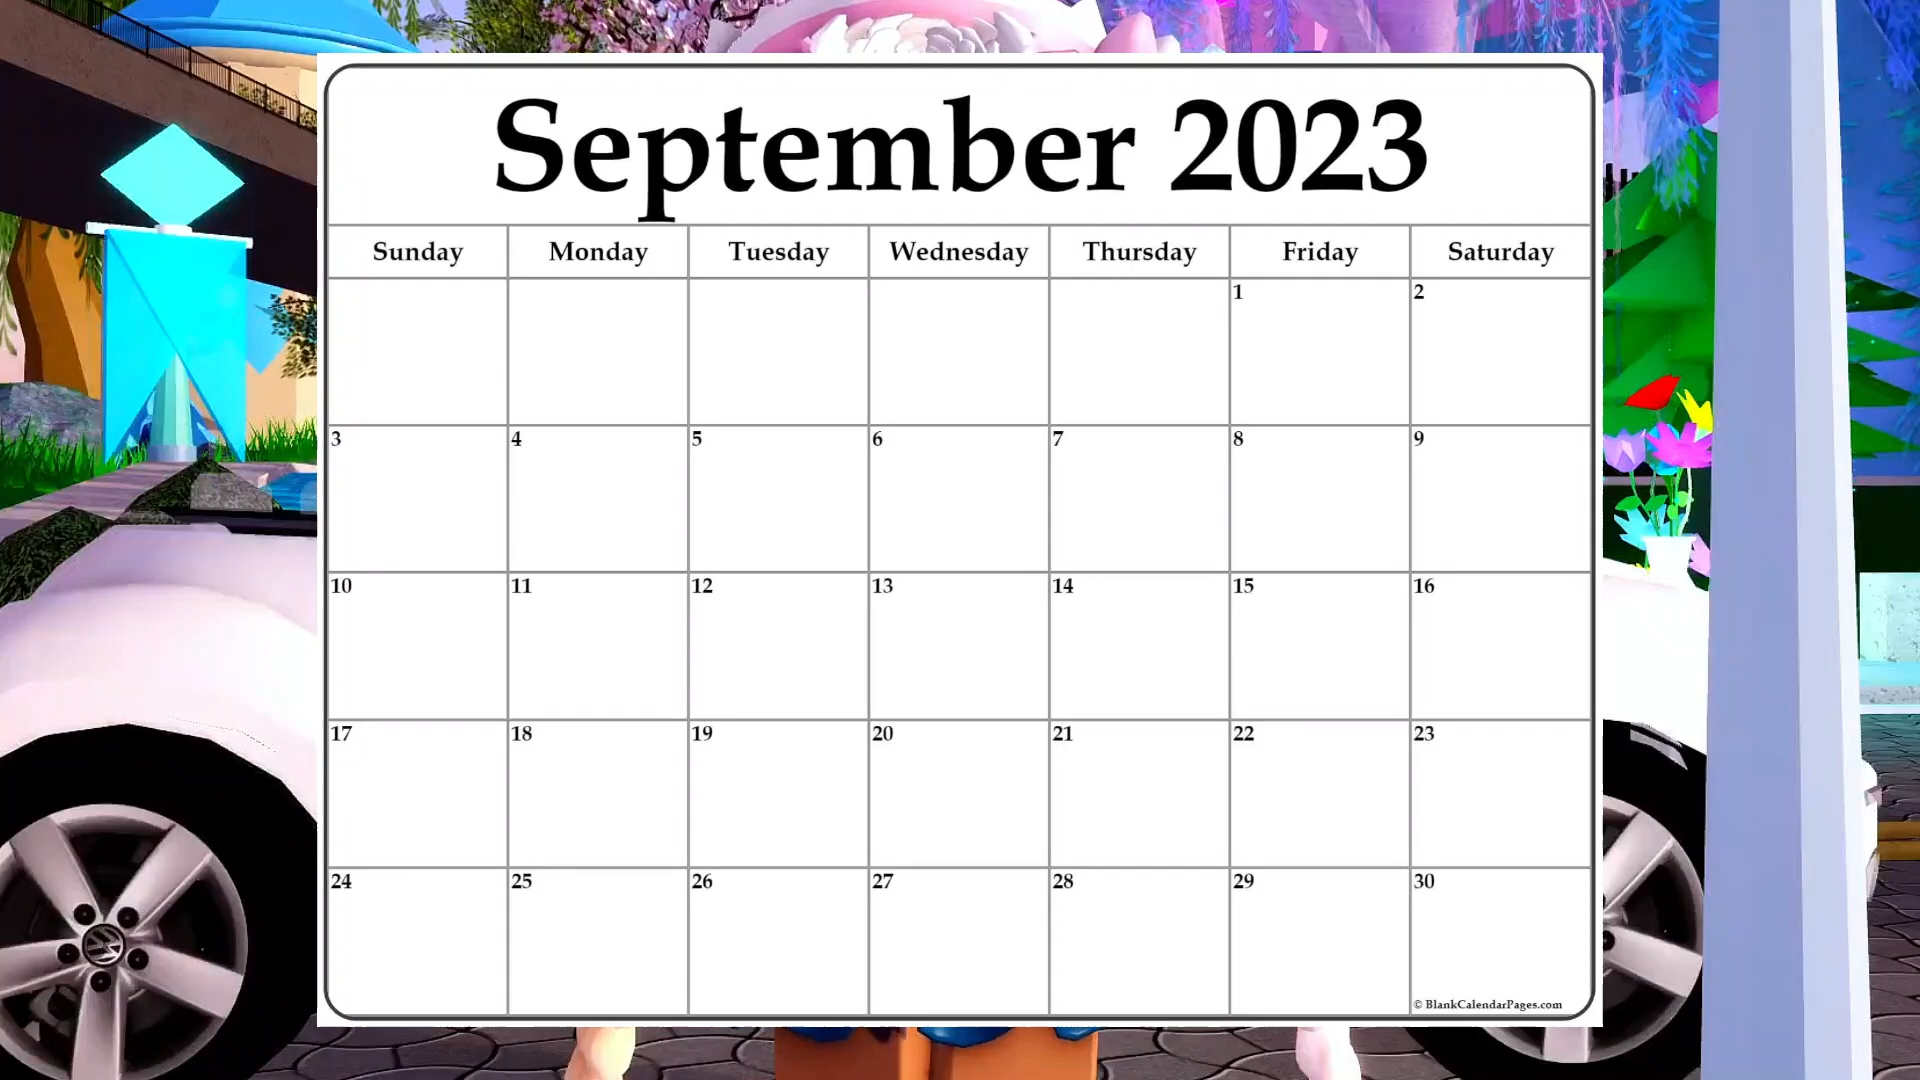 September 2023
Sunday Monday Tuesday Wednesday Thursday Friday Saturday
1 2
3 4 5 6 7 8 9
10 11 12 13 14 15 16
17 18 19 20 21 22 23
24 25 26 27 28 29 30
© BlankCalendarPages.com